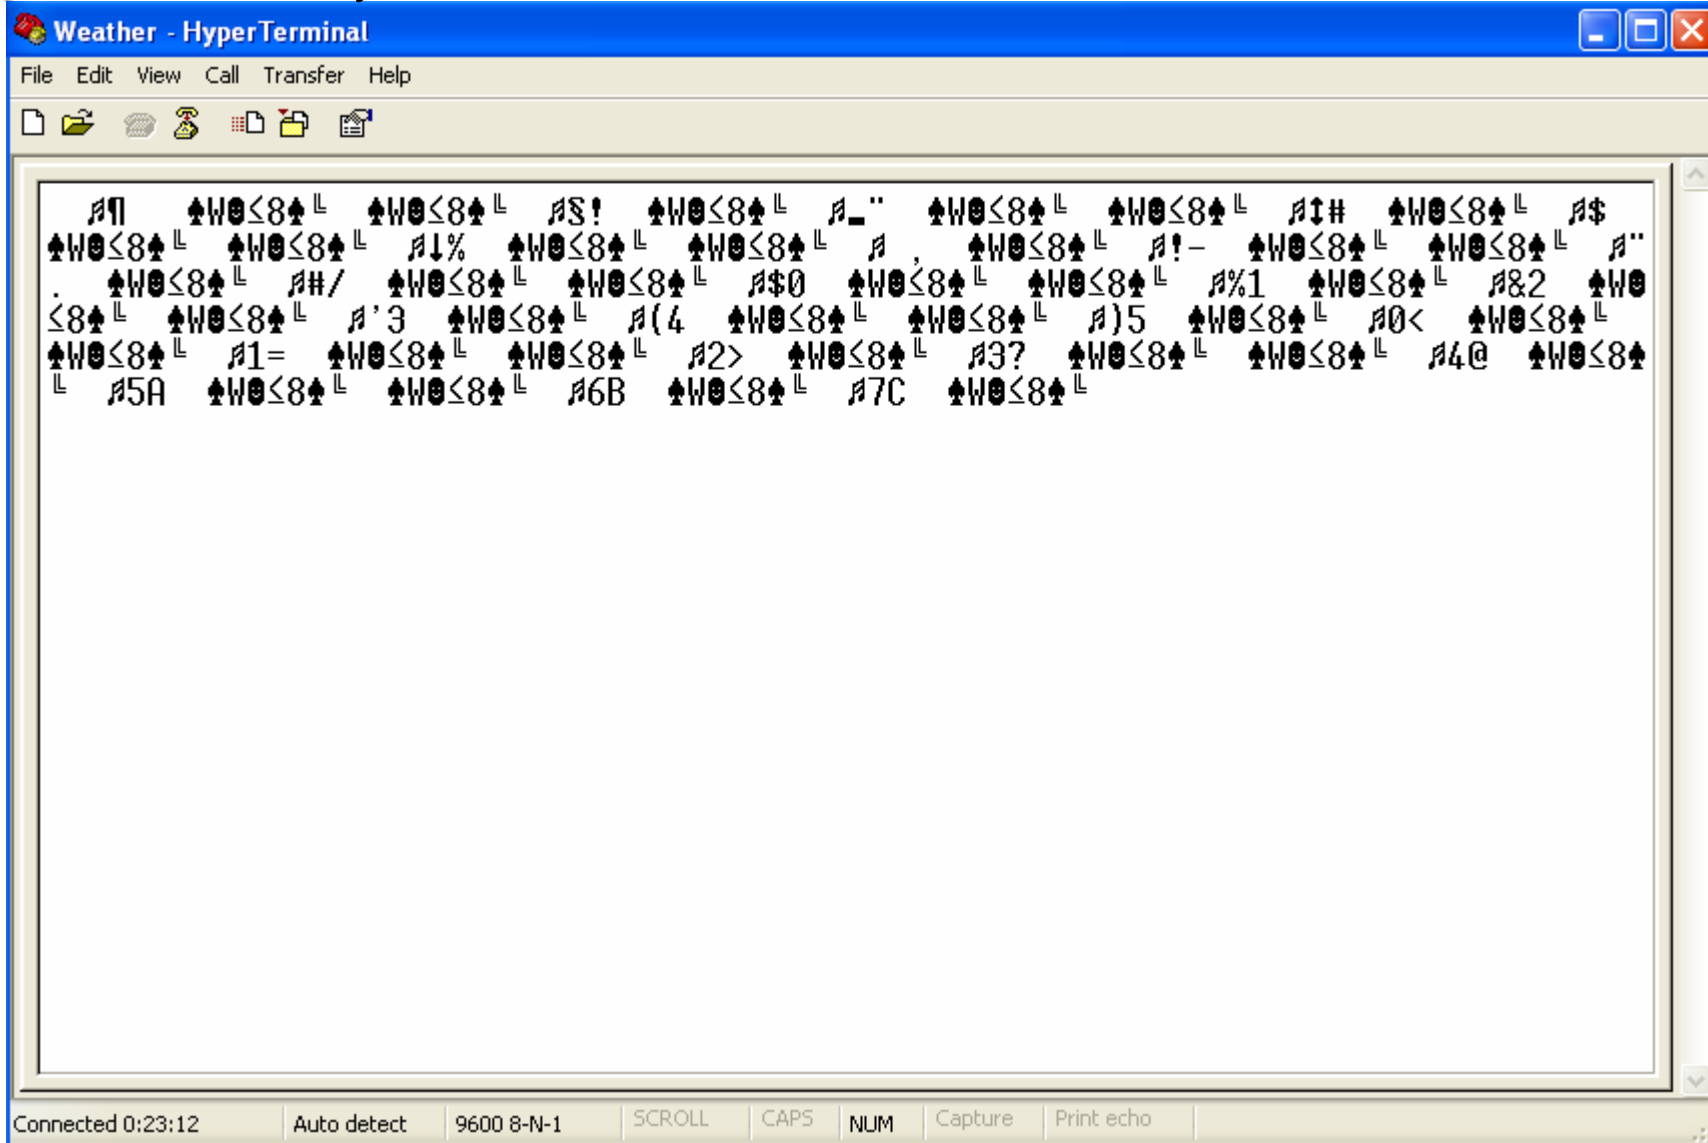 Weather - HyperTerminal
File Edit View Call Transfer Help
♬¶ ♠W☻≤8♠╚ ♠W☻≤8♠╚ ♬§! ♠W☻≤8♠╚ ♬▬" ♠W☻≤8♠╚ ♠W☻≤8♠╚ ♬↕# ♠W☻≤8♠╚ ♬$
♠W☻≤8♠╚ ♠W☻≤8♠╚ ♬↓% ♠W☻≤8♠╚ ♠W☻≤8♠╚ ♬ , ♠W☻≤8♠╚ ♬!- ♠W☻≤8♠╚ ♠W☻≤8♠╚ ♬"
. ♠W☻≤8♠╚ ♬#/ ♠W☻≤8♠╚ ♠W☻≤8♠╚ ♬$0 ♠W☻≤8♠╚ ♠W☻≤8♠╚ ♬%1 ♠W☻≤8♠╚ ♬&2 ♠W☻
≤8♠╚ ♠W☻≤8♠╚ ♬'3 ♠W☻≤8♠╚ ♬(4 ♠W☻≤8♠╚ ♠W☻≤8♠╚ ♬)5 ♠W☻≤8♠╚ ♬0< ♠W☻≤8♠╚
♠W☻≤8♠╚ ♬1= ♠W☻≤8♠╚ ♠W☻≤8♠╚ ♬2> ♠W☻≤8♠╚ ♬3? ♠W☻≤8♠╚ ♠W☻≤8♠╚ ♬4@ ♠W☻≤8♠
╚ ♬5A ♠W☻≤8♠╚ ♠W☻≤8♠╚ ♬6B ♠W☻≤8♠╚ ♬7C ♠W☻≤8♠╚
Connected 0:23:12 Auto detect 9600 8-N-1 SCROLL CAPS NUM Capture Print echo